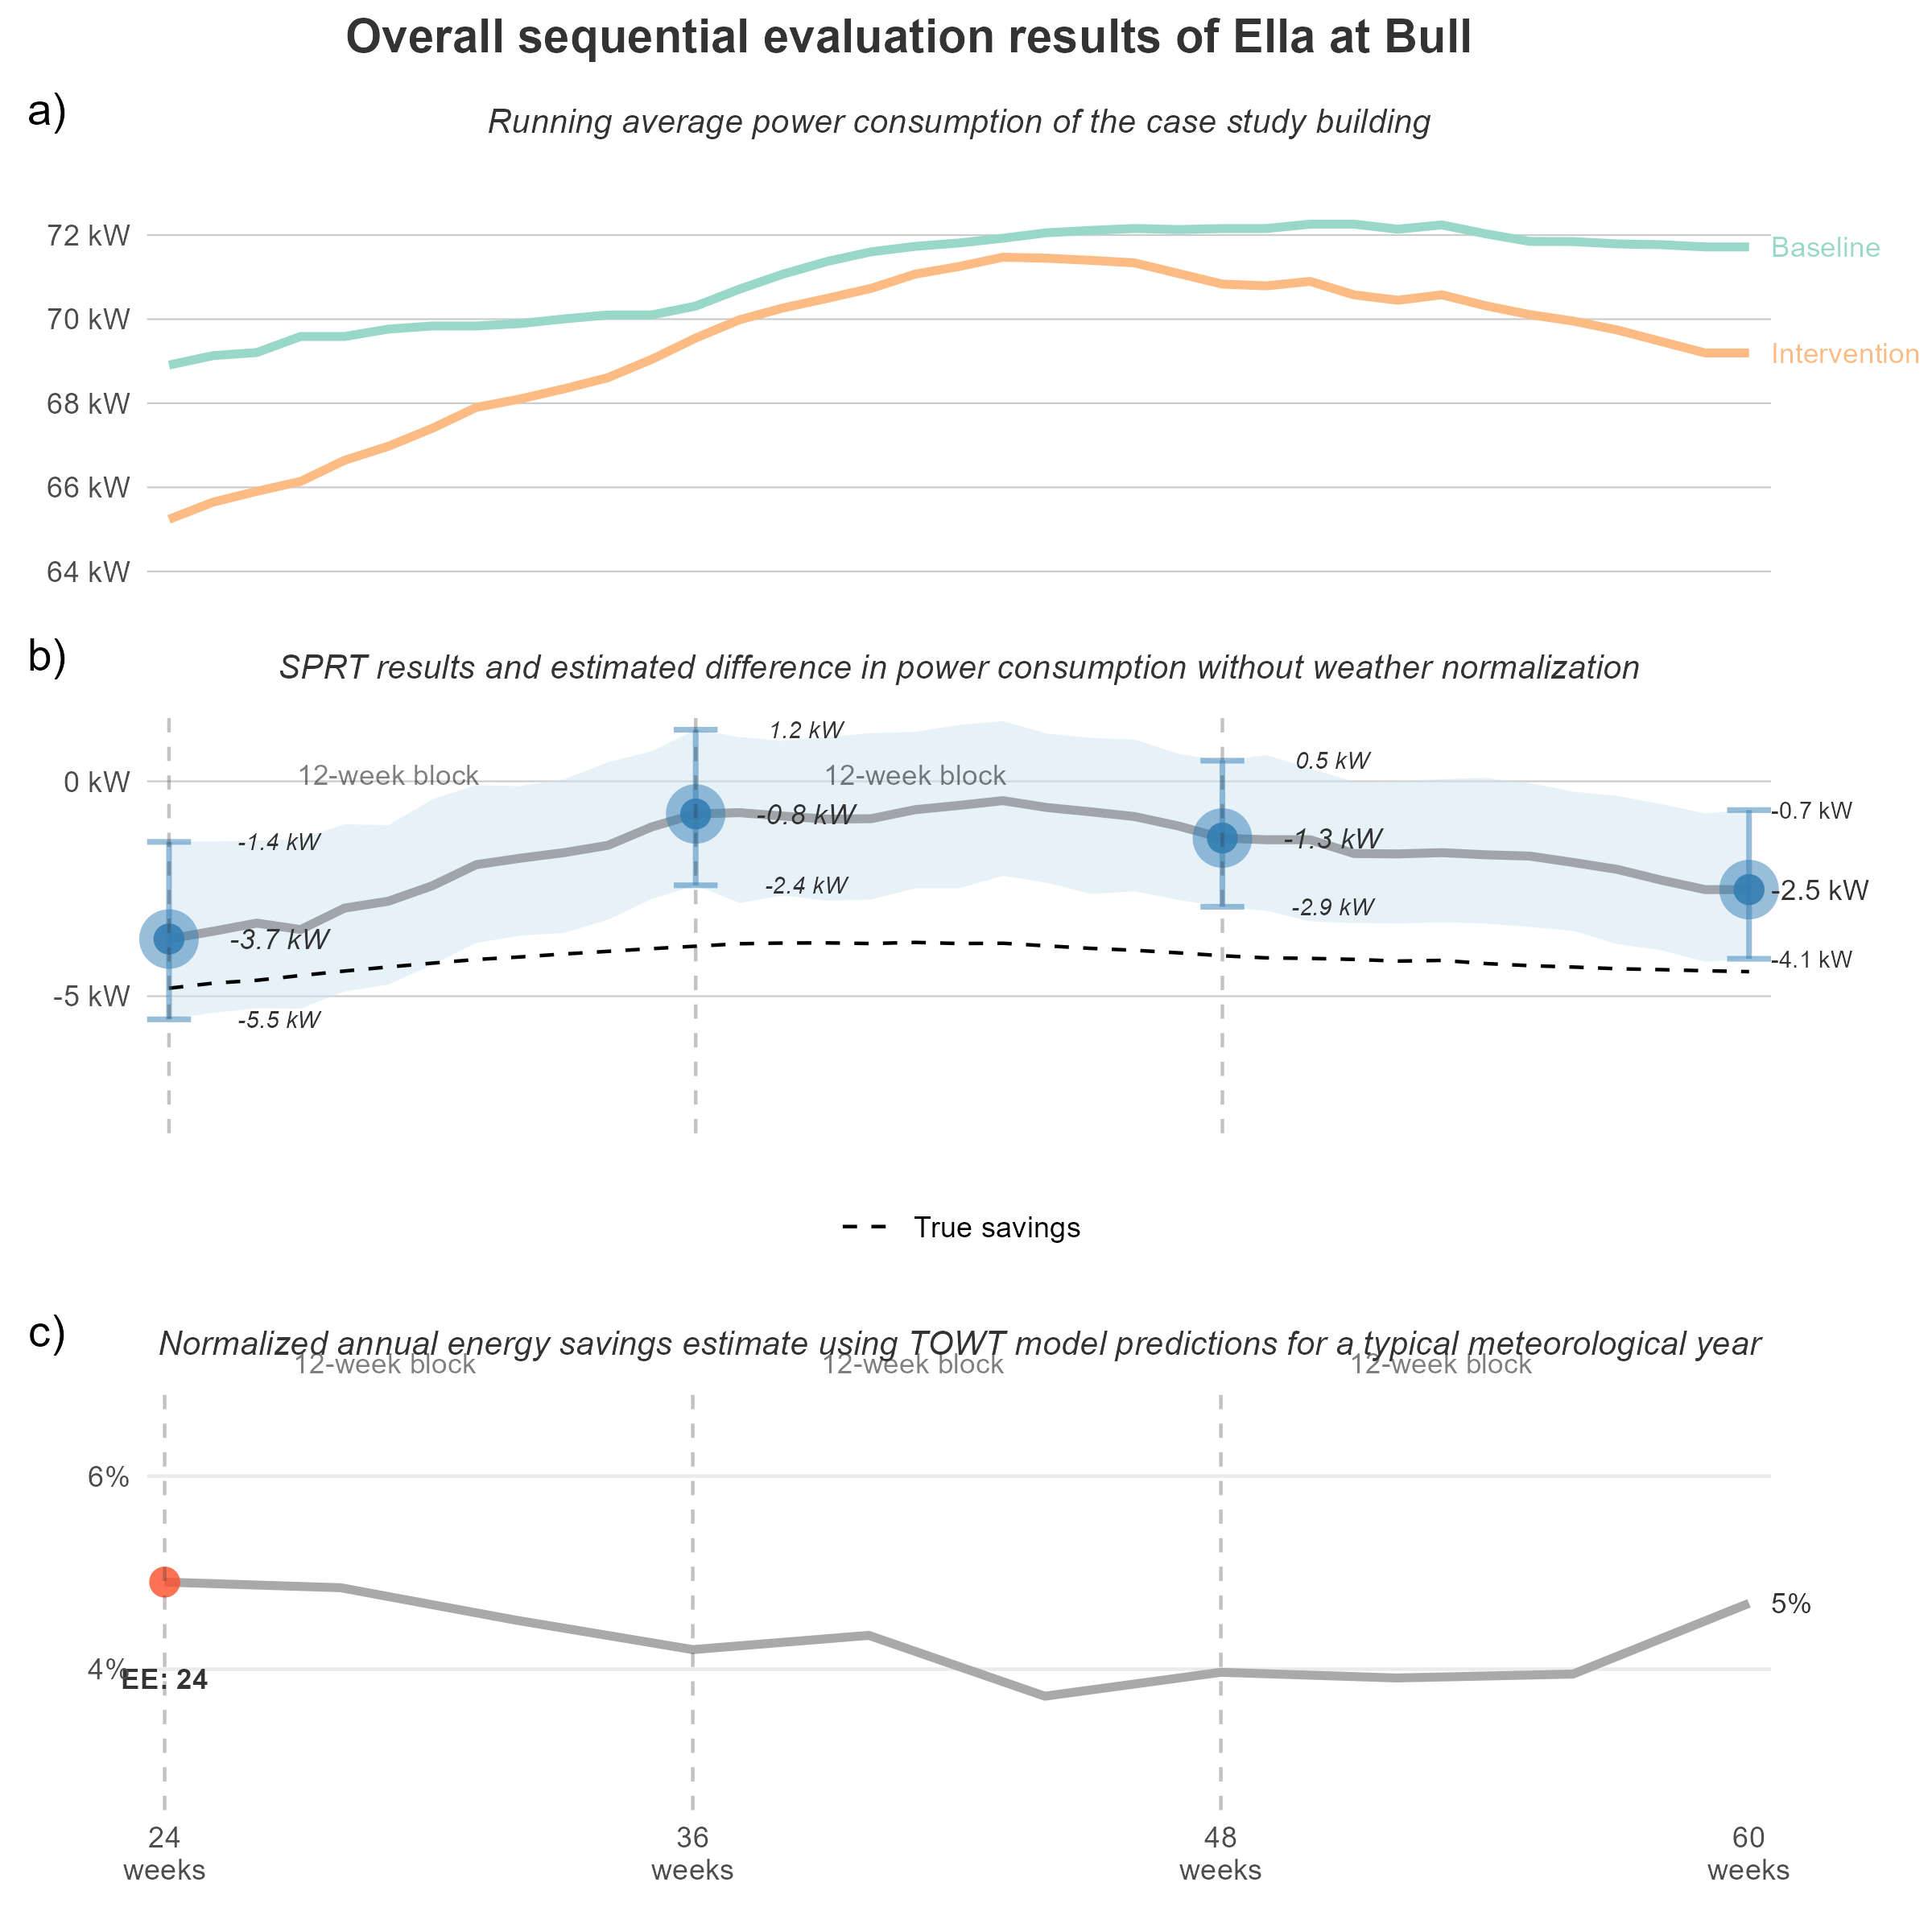 Overall sequential evaluation results of Ella at Bull
a)
Running average power consumption of the case study building
72 kW
70 kW
68 kW
66 kW
64 kW
Baseline
Intervention
b)
SPRT results and estimated difference in power consumption without weather normalization
0 kW
-5 kW
12-week block
12-week block
-1.4 kW
-3.7 kW
-5.5 kW
1.2 kW
-0.8 kW
-2.4 kW
0.5 kW
-1.3 kW
-2.9 kW
-0.7 kW
-2.5 kW
-4.1 kW
True savings
c)
Normalized annual energy savings estimate using TOWT model predictions for a typical meteorological year
12-week block
12-week block
12-week block
6%
4%
EE: 24
5%
24
weeks
36
weeks
48
weeks
60
weeks